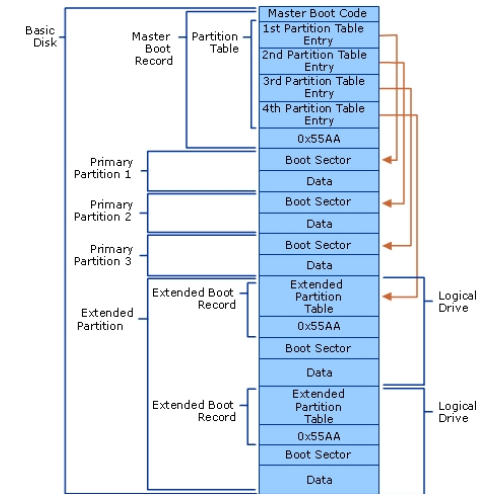 Basic
Disk
Master
Boot
Record
Partition
Table
Master Boot Code
1st Partition Table
Entry
2nd Partition Table
Entry
3rd Partition Table
Entry
4th Partition Table
Entry
0x55AA
Primary
Partition 1
Boot Sector
Data
Primary
Partition 2
Boot Sector
Data
Primary
Partition 3
Boot Sector
Data
Extended
Partition
Extended Boot
Record
Extended
Partition
Table
0x55AA
Boot Sector
Data
Logical
Drive
Extended Boot
Record
Extended
Partition
Table
0x55AA
Boot Sector
Data
Logical
Drive